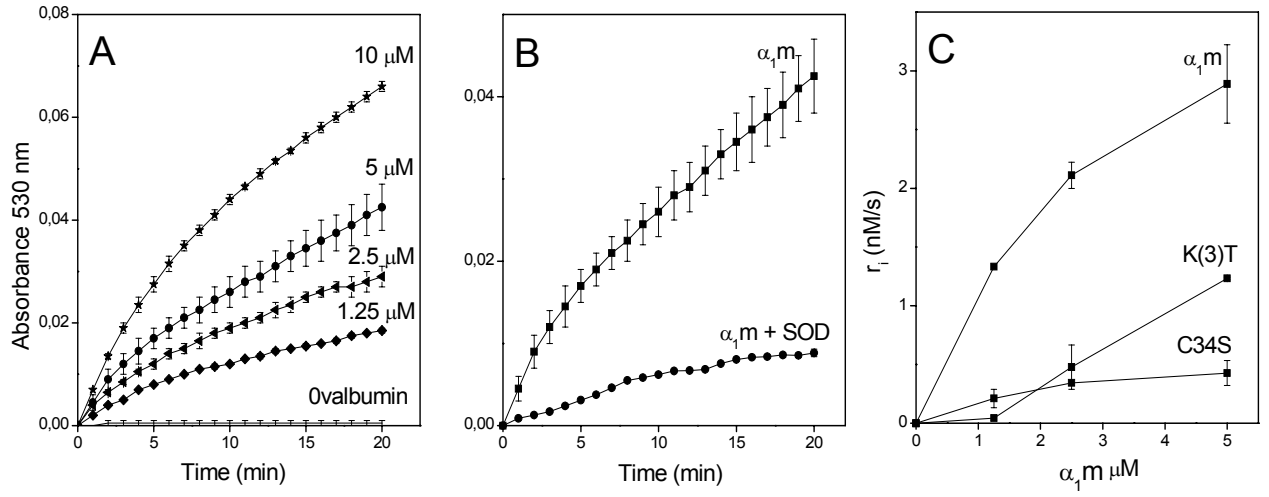 A
10 μM
5 μM
2.5 μM
1.25 μM
0valbumin
Absorbance 530 nm
0,08
0,06
0,04
0,02
0,00
0 5 10 15 20
Time (min)
B
α₁m
α₁m + SOD
0,04
0,02
0,00
0 5 10 15 20
Time (min)
C
α₁m
K(3)T
C34S
rᵢ (nM/s)
3
2
1
0
0 1 2 3 4 5
α₁m μM